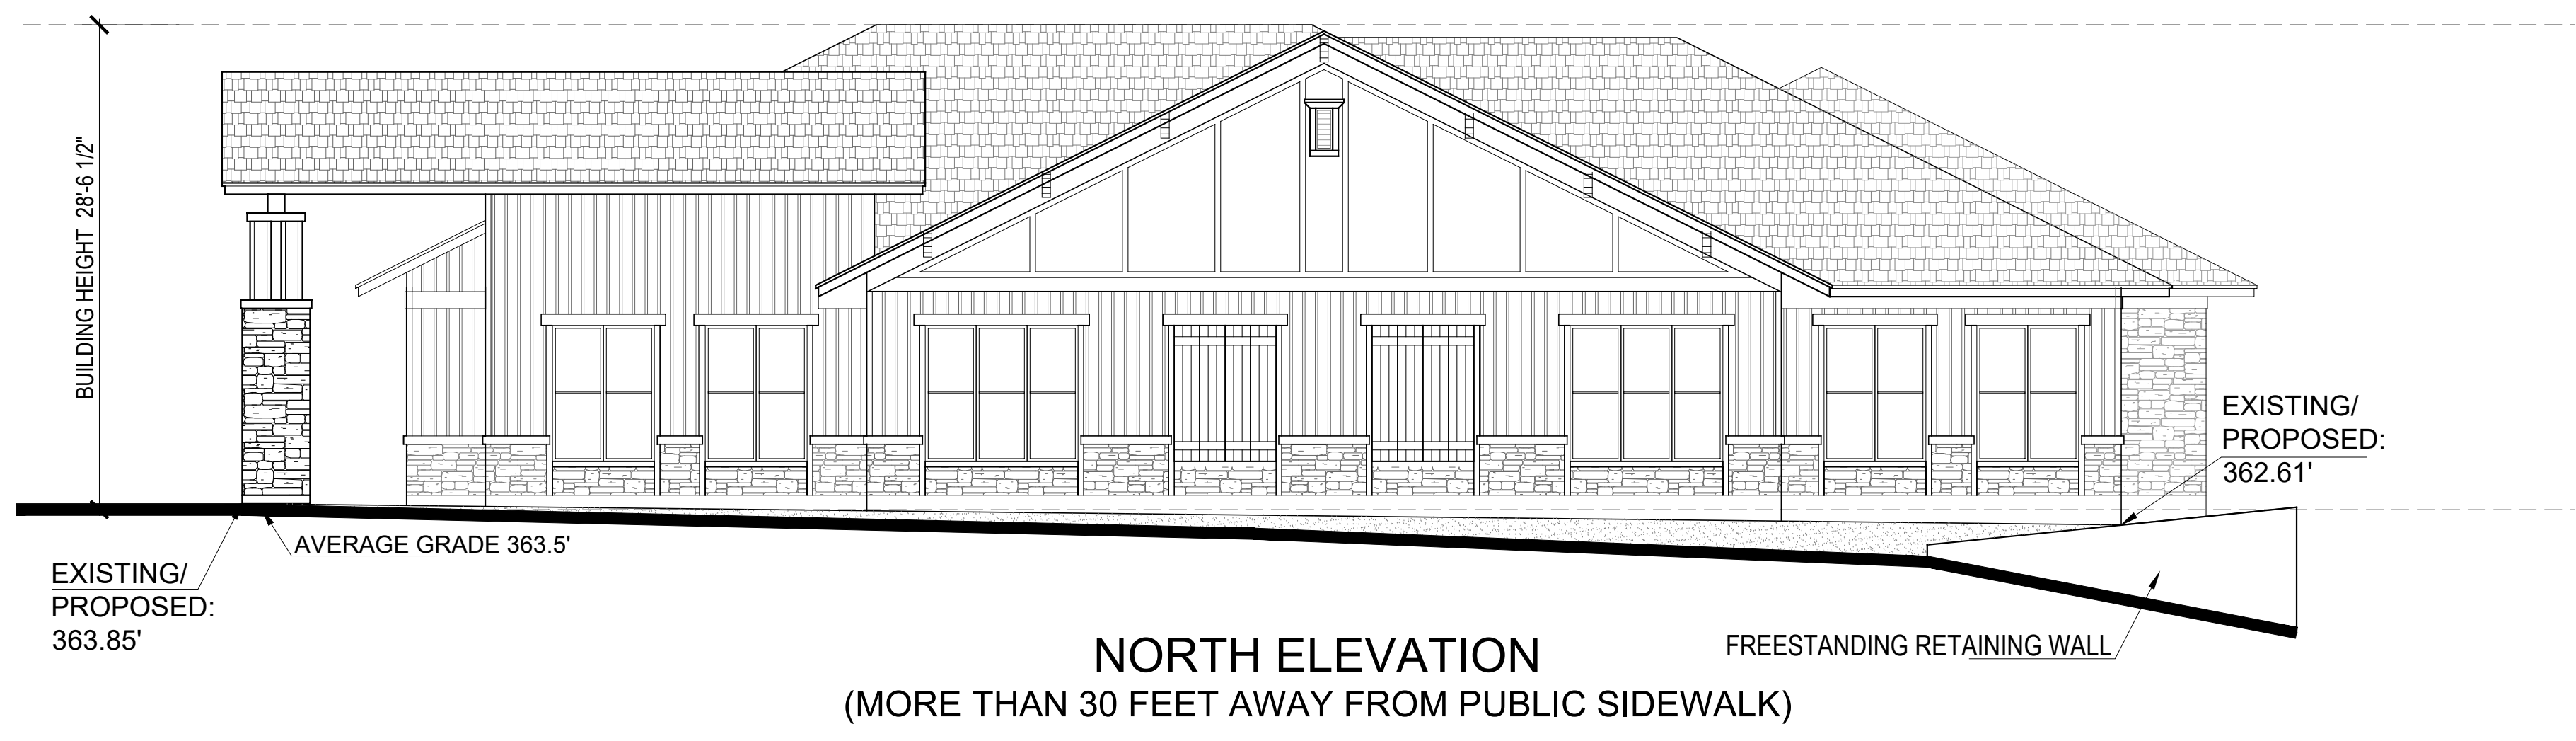 BUILDING HEIGHT 28'-6 1/2"
EXISTING/
PROPOSED:
362.61'
AVERAGE GRADE 363.5'
EXISTING/
PROPOSED:
363.85'
FREESTANDING RETAINING WALL
NORTH ELEVATION
(MORE THAN 30 FEET AWAY FROM PUBLIC SIDEWALK)